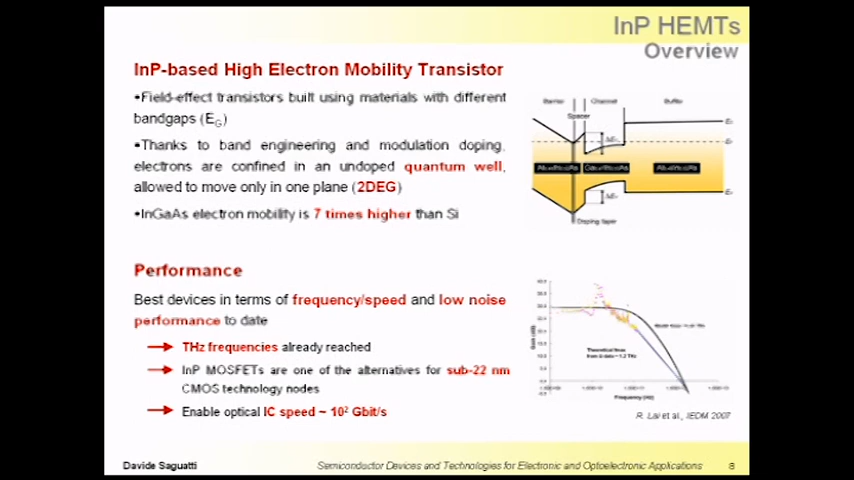 InP HEMTs
Overview
InP-based High Electron Mobility Transistor
•Field-effect transistors built using materials with different
bandgaps (EG)
•Thanks to band engineering and modulation doping,
electrons are confined in an undoped quantum well,
allowed to move only in one plane (2DEG)
•InGaAs electron mobility is 7 times higher than Si
Barrier
Channel
Buffer
Spacer
Doping layer
Performance
Best devices in terms of frequency/speed and low noise
performance to date
THz frequencies already reached
InP MOSFETs are one of the alternatives for sub-22 nm
CMOS technology nodes
Enable optical IC speed ~ 10² Gbit/s
Frequency (Hz)
R. Lai et al., IEDM 2007
Davide Saguatti
Semiconductor Devices and Technologies for Electronic and Optoelectronic Applications
8